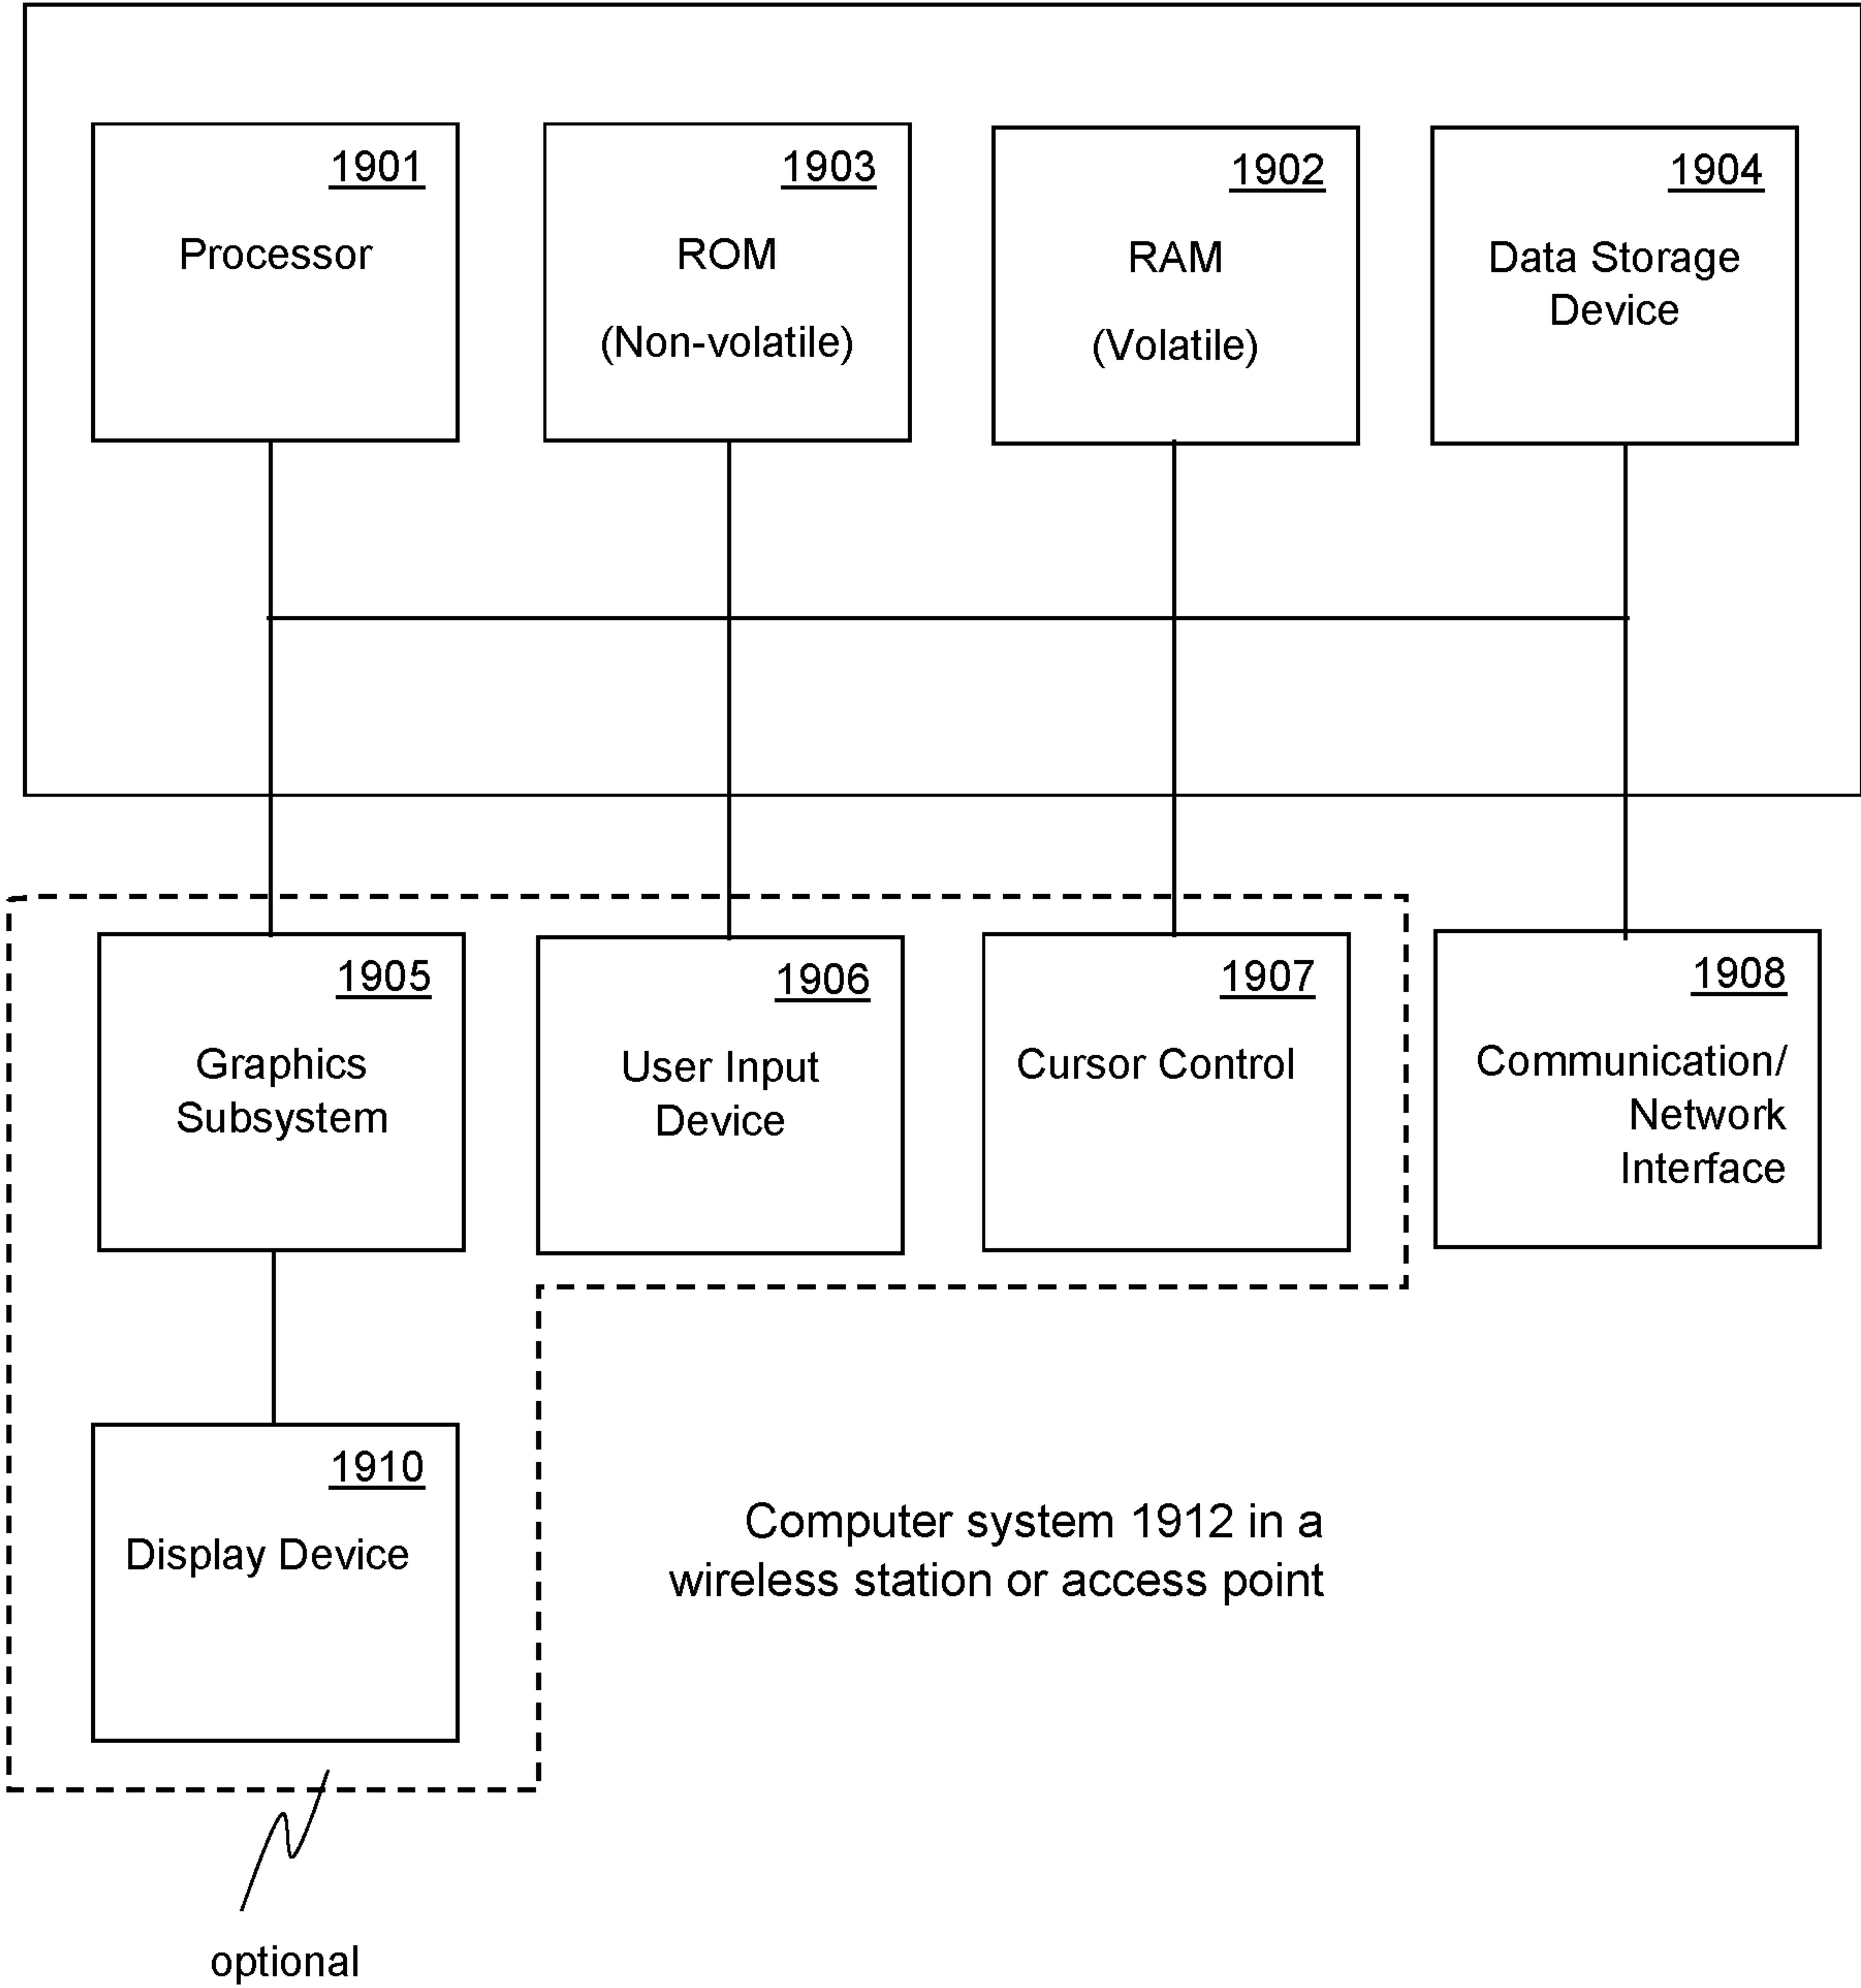 1901
Processor
1903
ROM
(Non-volatile)
1902
RAM
(Volatile)
1904
Data Storage
Device
1905
Graphics
Subsystem
1906
User Input
Device
1907
Cursor Control
1908
Communication/
Network
Interface
1910
Display Device
Computer system 1912 in a
wireless station or access point
optional